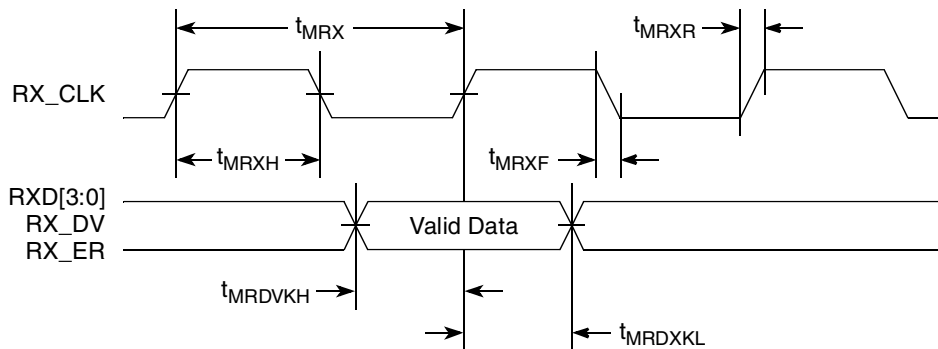 tMRX
tMRXR
RX_CLK
tMRXH
tMRXF
RXD[3:0]
RX_DV
Valid Data
RX_ER
tMRDVKH
tMRDXKL